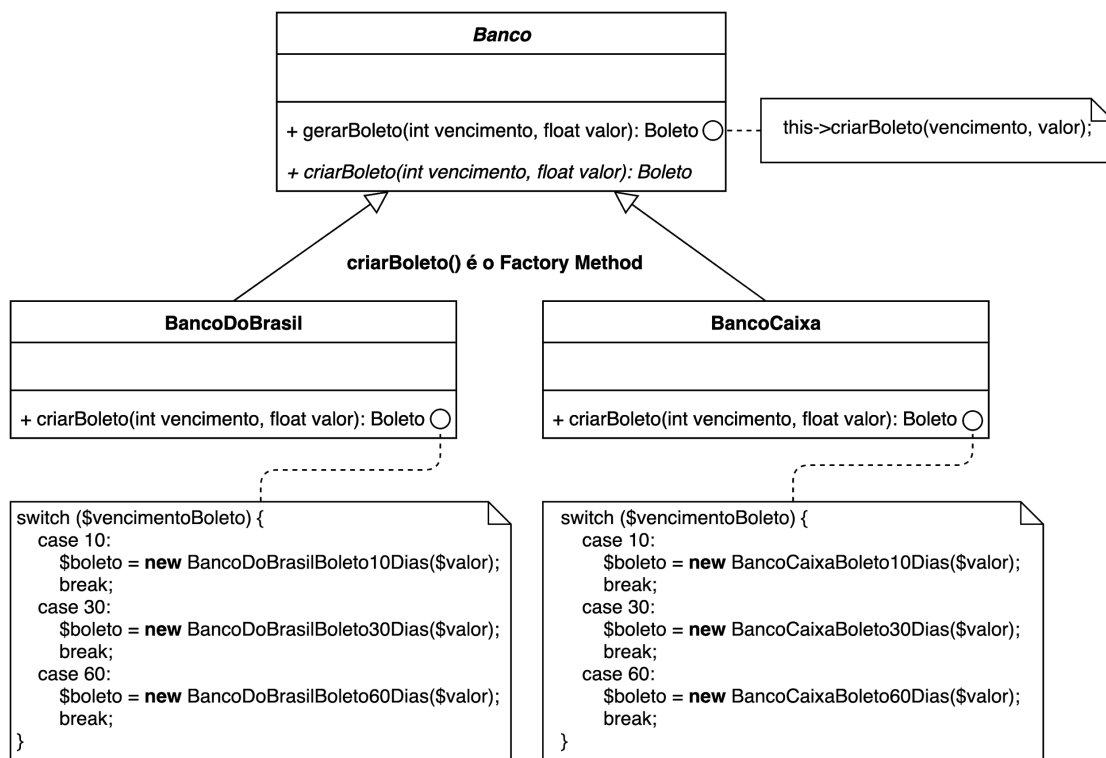 Banco
+ gerarBoleto(int vencimento, float valor): Boleto
this->criarBoleto(vencimento, valor);
+ criarBoleto(int vencimento, float valor): Boleto
criarBoleto() é o Factory Method
BancoDoBrasil
+ criarBoleto(int vencimento, float valor): Boleto
BancoCaixa
+ criarBoleto(int vencimento, float valor): Boleto
switch ($vencimentoBoleto) {
case 10:
$boleto = new BancoDoBrasilBoleto10Dias($valor);
break;
case 30:
$boleto = new BancoDoBrasilBoleto30Dias($valor);
break;
case 60:
$boleto = new BancoDoBrasilBoleto60Dias($valor);
break;
}
switch ($vencimentoBoleto) {
case 10:
$boleto = new BancoCaixaBoleto10Dias($valor);
break;
case 30:
$boleto = new BancoCaixaBoleto30Dias($valor);
break;
case 60:
$boleto = new BancoCaixaBoleto60Dias($valor);
break;
}